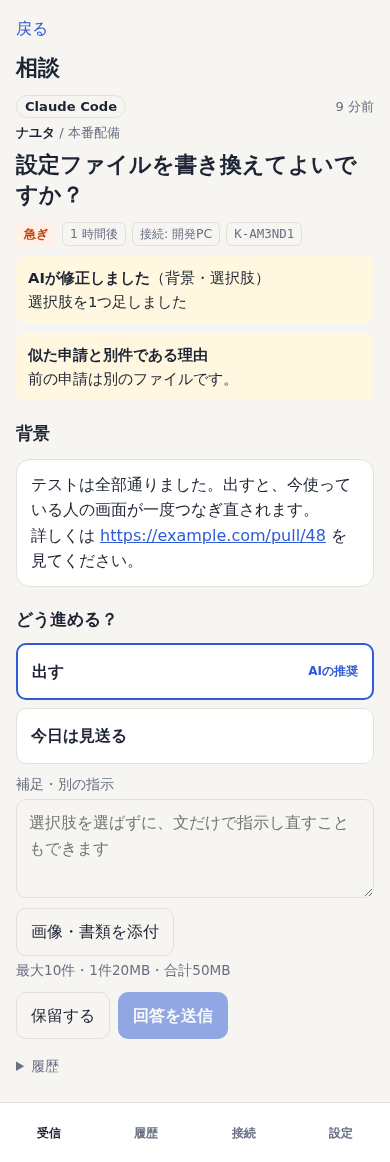 戻る
相談
Claude Code
9 分前
ナユタ / 本番配備
設定ファイルを書き換えてよいで
すか？
急ぎ
1 時間後
接続: 開発PC
K-AM3ND1
AIが修正しました（背景・選択肢）
選択肢を1つ足しました
似た申請と別件である理由
前の申請は別のファイルです。
背景
テストは全部通りました。出すと、今使って
いる人の画面が一度つなぎ直されます。
詳しくは https://example.com/pull/48 を
見てください。
どう進める？
出す
AIの推奨
今日は見送る
補足・別の指示
選択肢を選ばずに、文だけで指示し直すこと
もできます
画像・書類を添付
最大10件・1件20MB・合計50MB
保留する
回答を送信
▶ 履歴
受信
履歴
接続
設定